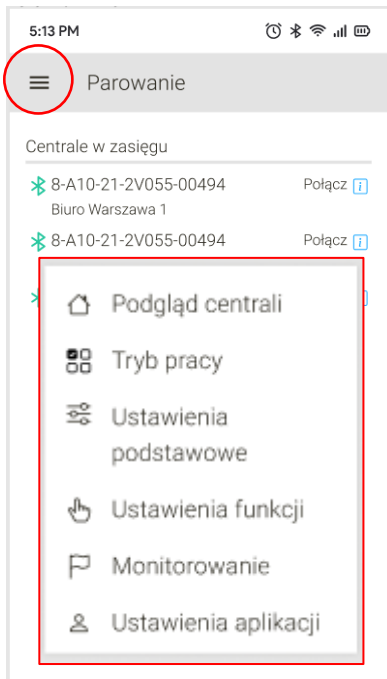 5:13 PM
Parowanie
Centrale w zasięgu
8-A10-21-2V055-00494 Połącz i
Biuro Warszawa 1
8-A10-21-2V055-00494 Połącz i
Podgląd centrali
Tryb pracy
Ustawienia
podstawowe
Ustawienia funkcji
Monitorowanie
Ustawienia aplikacji